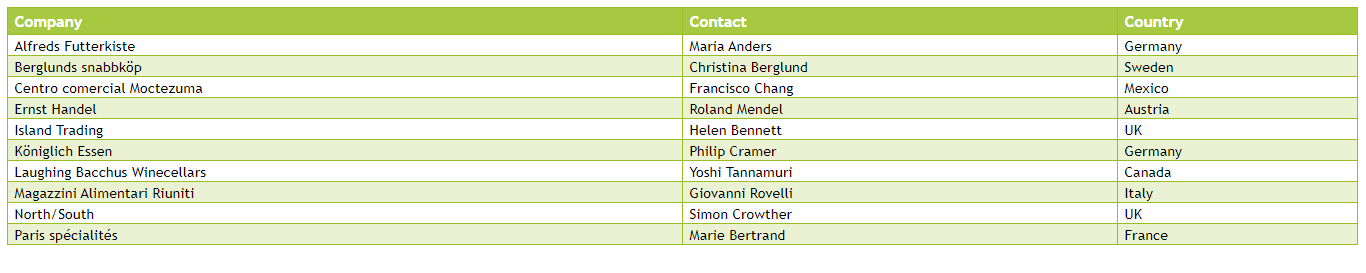 Company Contact Country
Alfreds Futterkiste Maria Anders Germany
Berglunds snabbköp Christina Berglund Sweden
Centro comercial Moctezuma Francisco Chang Mexico
Ernst Handel Roland Mendel Austria
Island Trading Helen Bennett UK
Königlich Essen Philip Cramer Germany
Laughing Bacchus Winecellars Yoshi Tannamuri Canada
Magazzini Alimentari Riuniti Giovanni Rovelli Italy
North/South Simon Crowther UK
Paris spécialités Marie Bertrand France